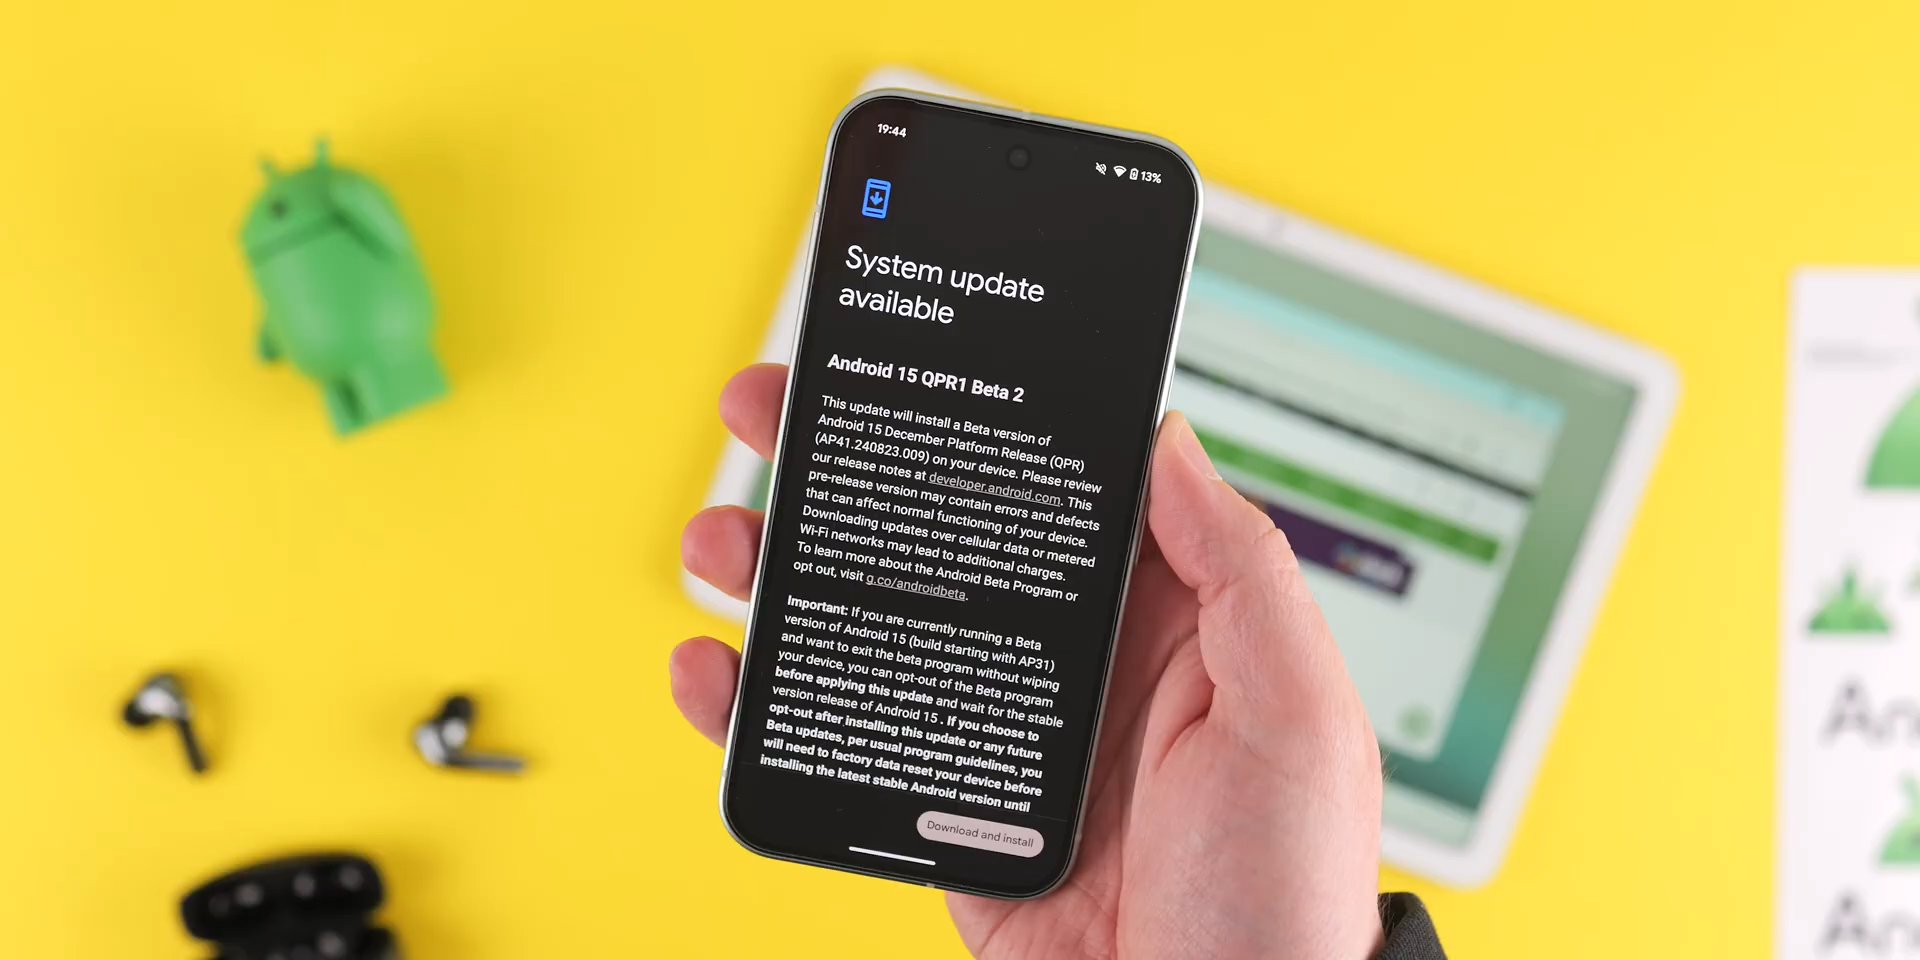 19:44
13%
System update
available
Android 15 QPR1 Beta 2
This update will install a Beta version of
Android 15 December Platform Release (QPR)
(AP41.240823.009) on your device. Please review
our release notes at developer.android.com. This
pre-release version may contain errors and defects
that can affect normal functioning of your device.
Downloading updates over cellular data or metered
Wi-Fi networks may lead to additional charges.
To learn more about the Android Beta Program or
opt out, visit g.co/androidbeta.
Important: If you are currently running a Beta
version of Android 15 (build starting with AP31)
and want to exit the beta program without wiping
your device, you can opt-out of the Beta program
before applying this update and wait for the stable
version release of Android 15 . If you choose to
opt-out after installing this update or any future
Beta updates, per usual program guidelines, you
will need to factory data reset your device before
installing the latest stable Android version until
Download and install
An
An